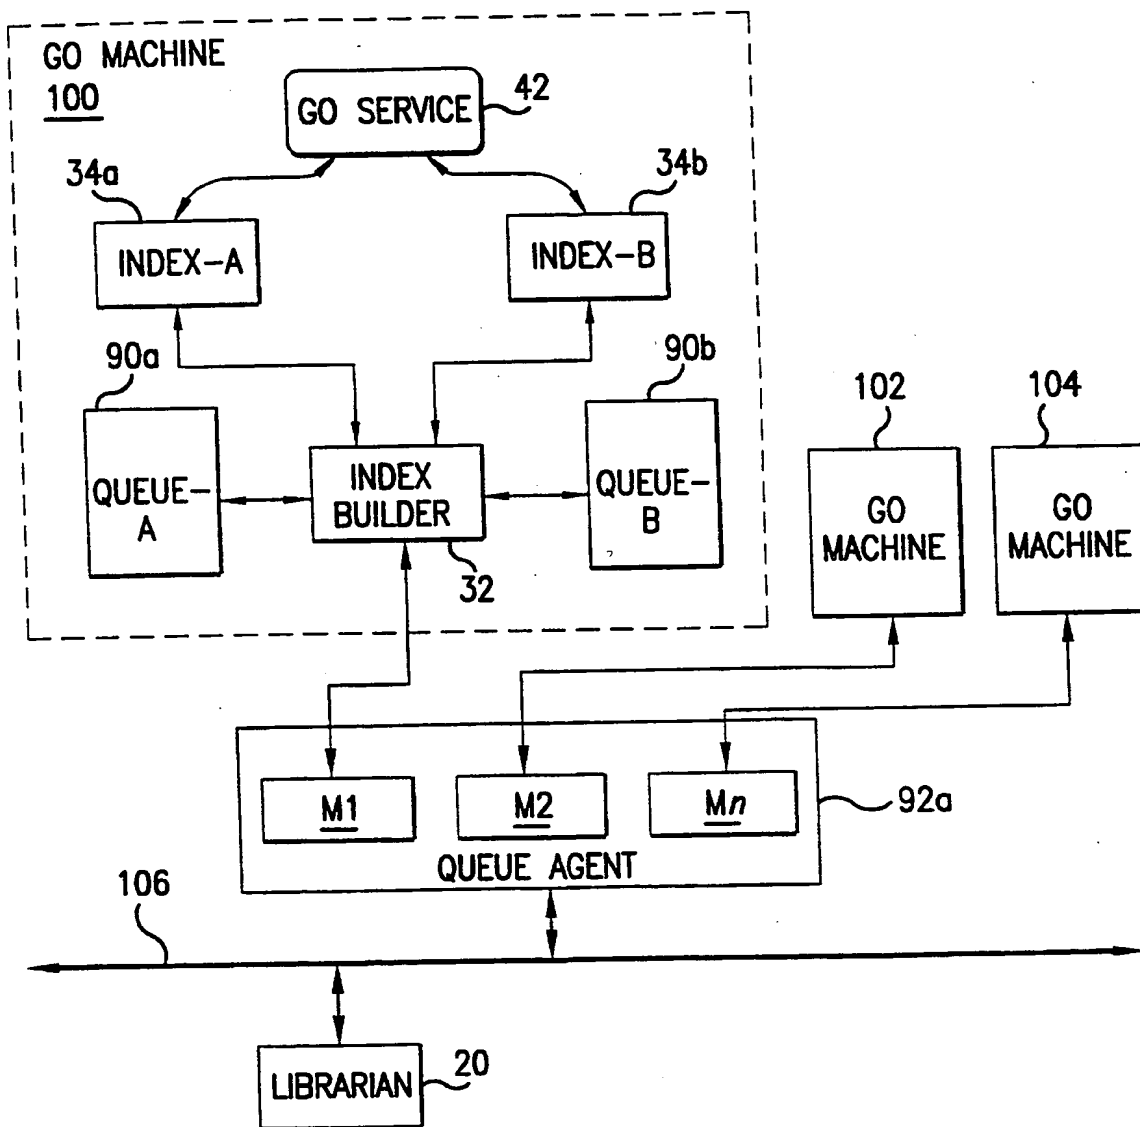 GO MACHINE
100
GO SERVICE
42
34a
34b
INDEX-A
INDEX-B
90a
90b
QUEUE-
A
INDEX
BUILDER
QUEUE-
B
32
102
104
GO
MACHINE
GO
MACHINE
M1
M2
Mn
QUEUE AGENT
92a
106
LIBRARIAN
20